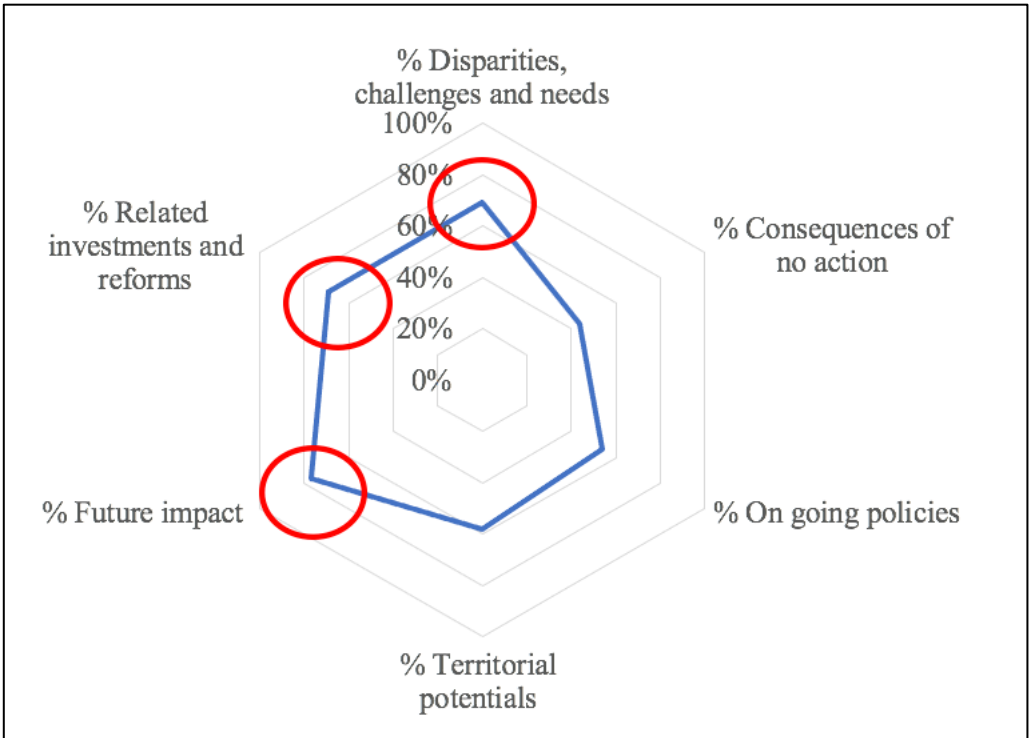 % Disparities,
challenges and needs
100%
80%
60%
40%
20%
0%
% Consequences of
no action
% On going policies
% Territorial
potentials
% Future impact
% Related
investments and
reforms